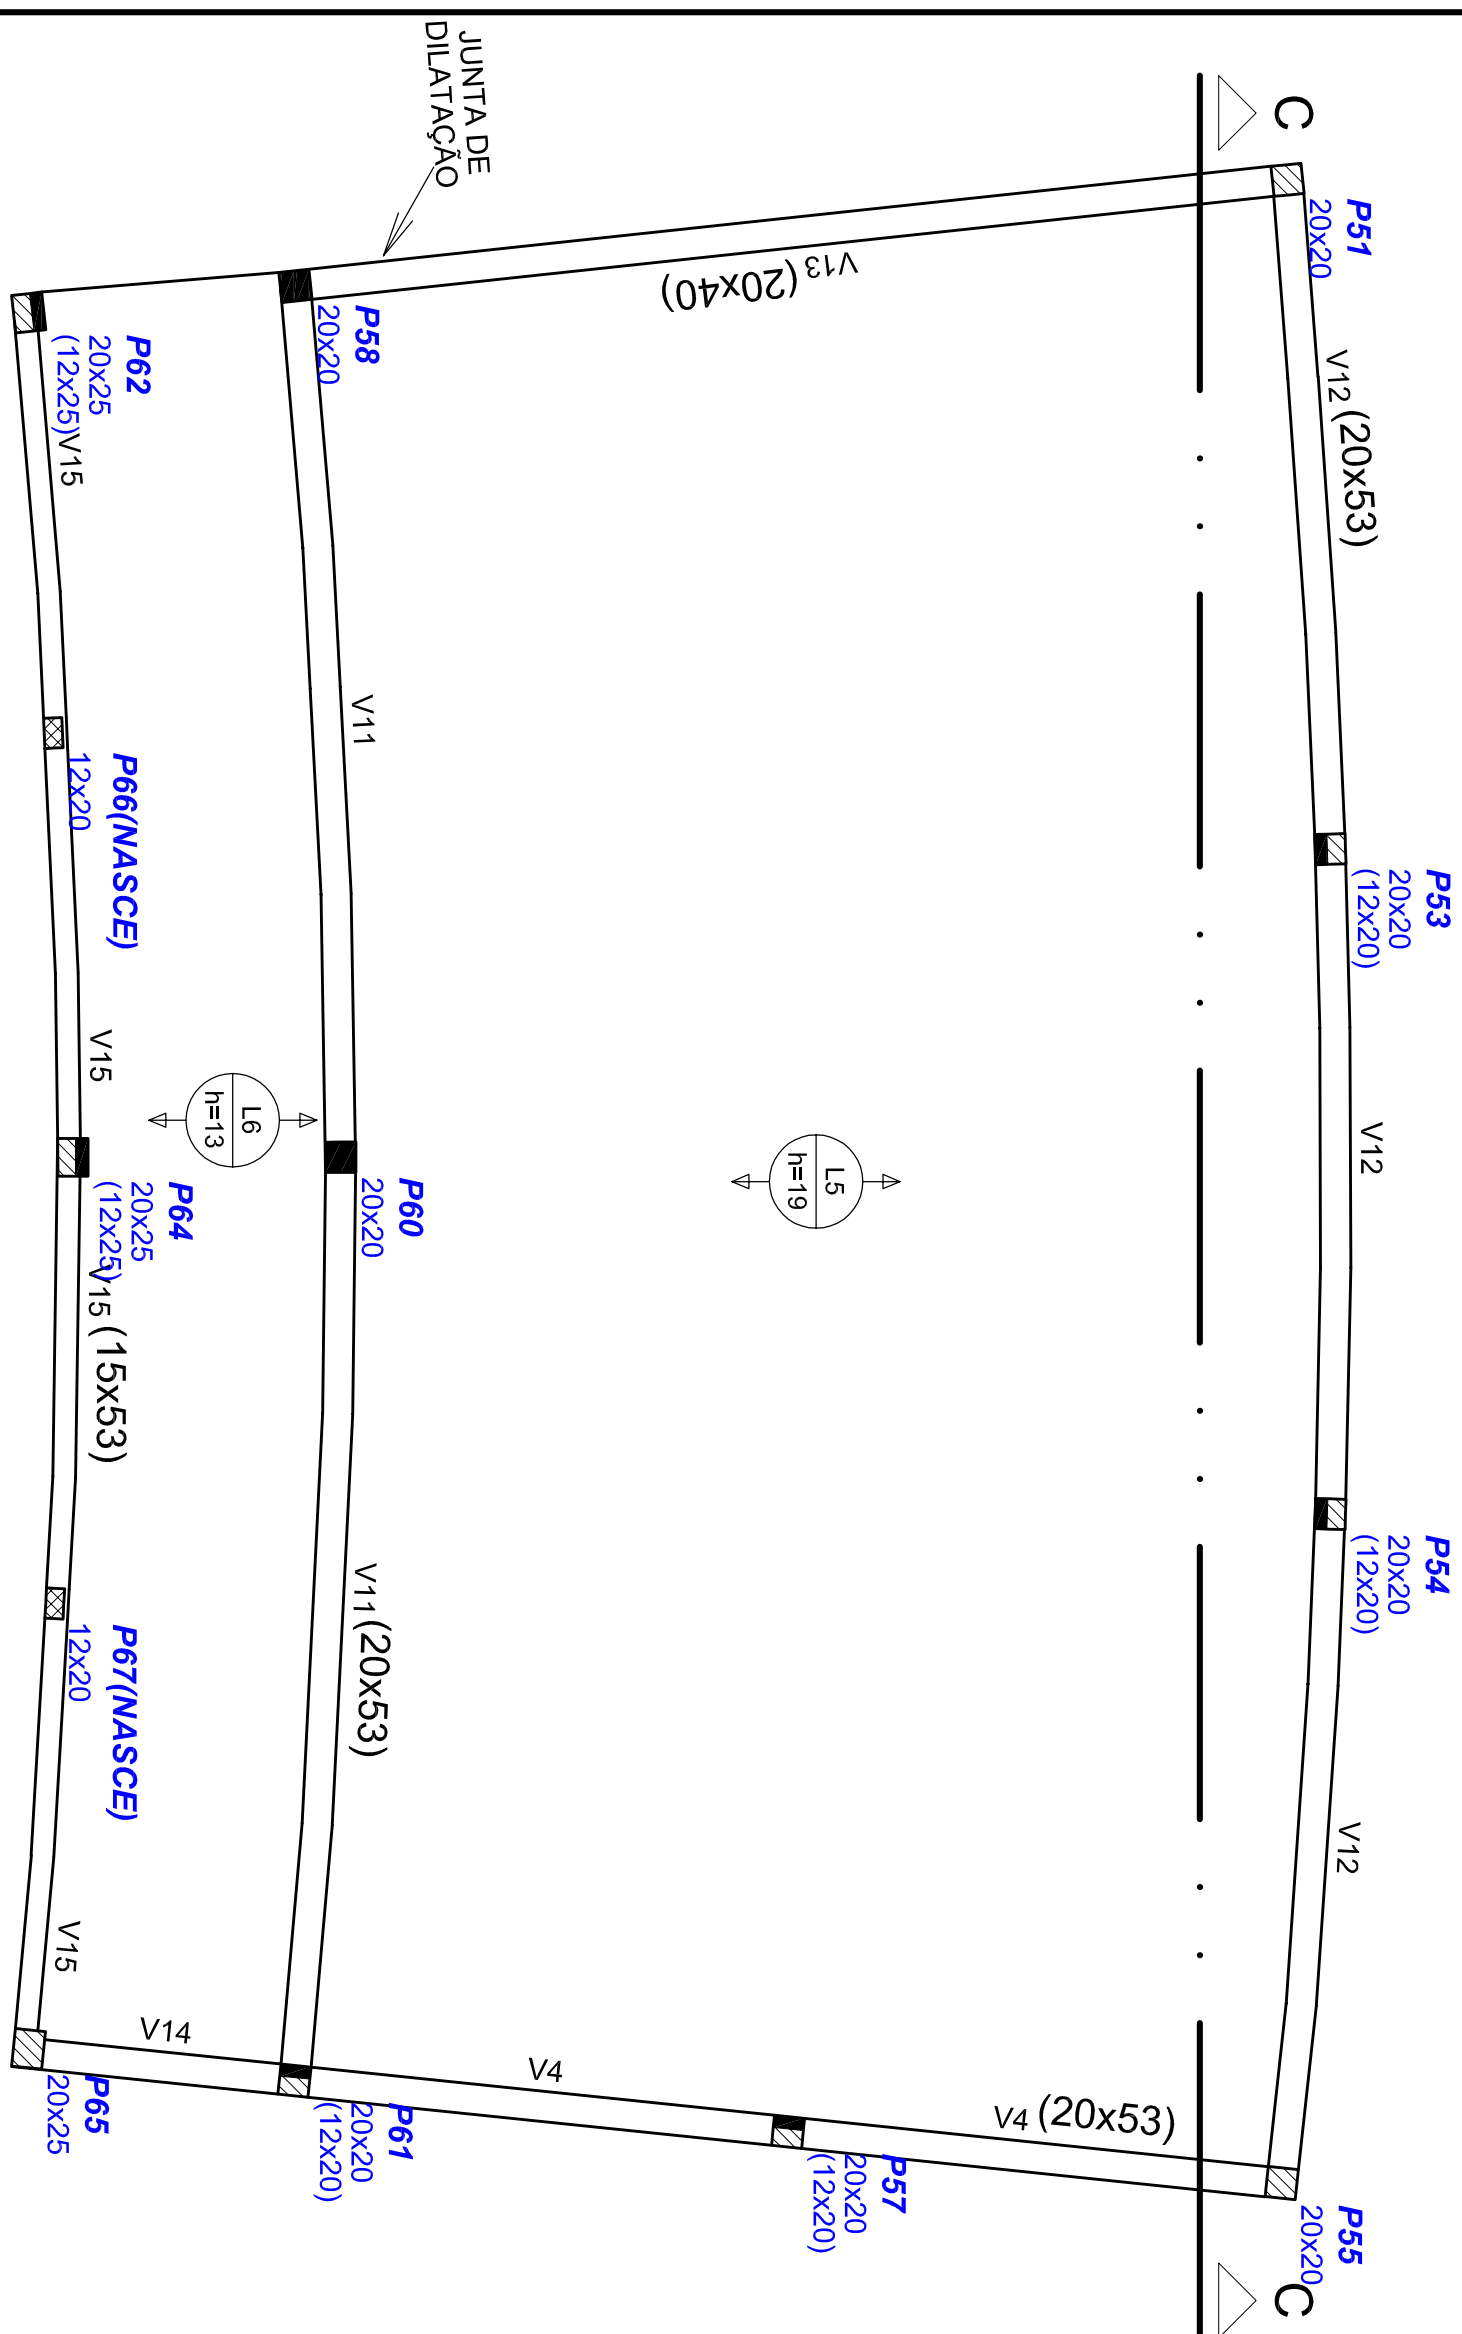 C
P51
20x20
V12 (20x53)
P53
20x20
(12x20)
V12
P54
20x20
(12x20)
V12
P55
20x20
C
JUNTA DE
DILATAÇÃO
V13 (20x40)
L5
h=19
V4 (20x53)
P57
20x20
(12x20)
V4
P58
20x20
V11
P60
20x20
V11 (20x53)
P61
20x20
(12x20)
L6
h=13
V14
P62
20x25
(12x25)
V15
P66(NASCE)
12x20
V15
P64
20x25
(12x25)
V15 (15x53)
P67(NASCE)
12x20
V15
P65
20x25